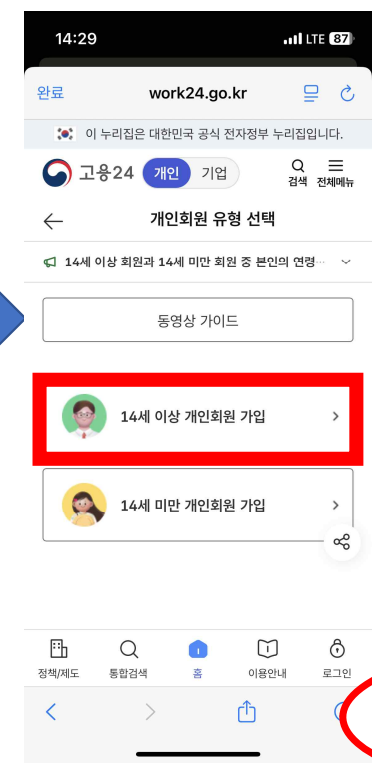 14:29 LTE 87
완료 work24.go.kr
이 누리집은 대한민국 공식 전자정부 누리집입니다.
고용24 개인 기업 검색 전체메뉴
개인회원 유형 선택
14세 이상 회원과 14세 미만 회원 중 본인의 연령…
동영상 가이드
14세 이상 개인회원 가입
14세 미만 개인회원 가입
정책/제도 통합검색 홈 이용안내 로그인